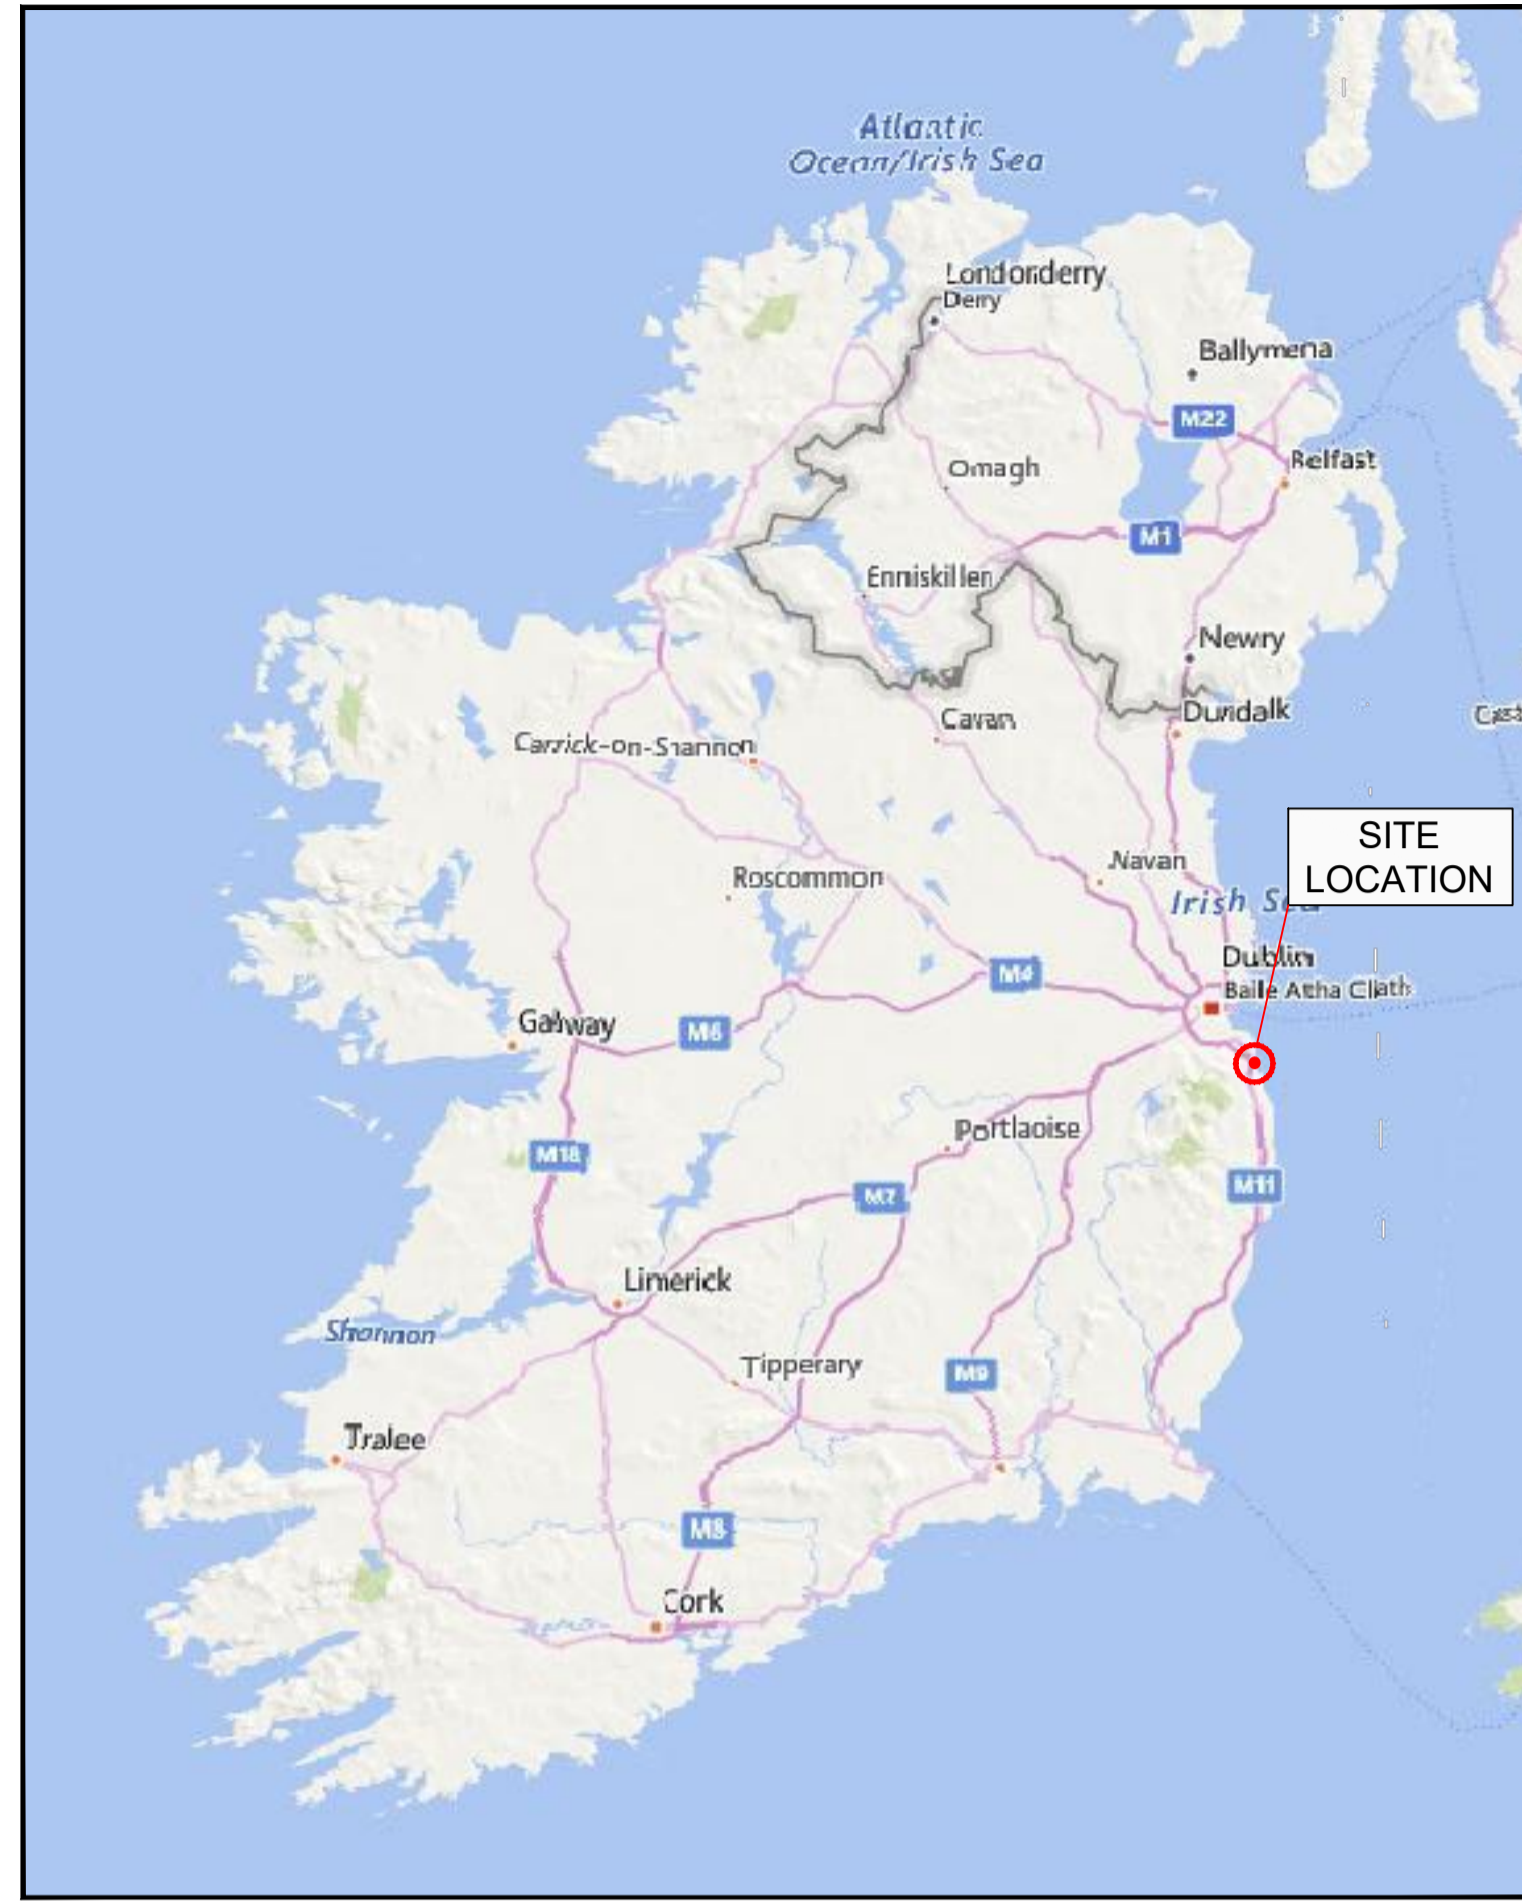 Atlantic
Ocean/Irish Sea
Londonderry
Derry
Ballymena
M22
Belfast
Omagh
M1
Enniskillen
Newry
Dundalk
Cavan
Carrick-on-Shannon
SITE
LOCATION
Navan
Roscommon
Irish Sea
Dublin
Baile Atha Cliath
M4
Galway
M6
Portlaoise
M18
M7
M11
Limerick
Shannon
Tipperary
M9
Tralee
M8
Cork